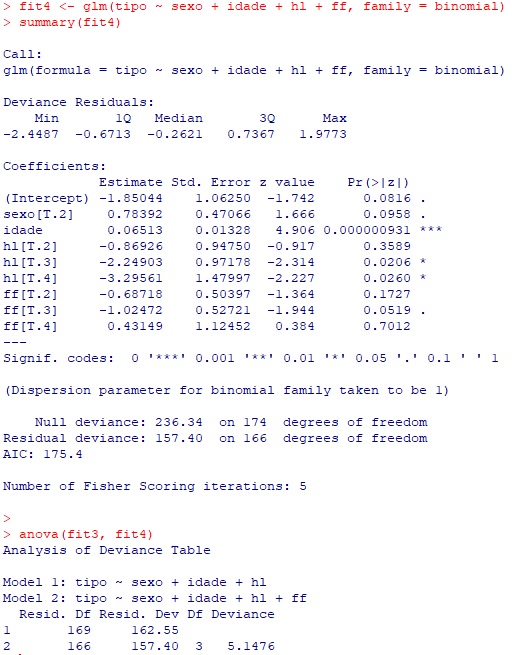 > fit4 <- glm(tipo ~ sexo + idade + hl + ff, family = binomial)
> summary(fit4)
Call:
glm(formula = tipo ~ sexo + idade + hl + ff, family = binomial)
Deviance Residuals:
    Min      1Q  Median      3Q     Max
-2.4487 -0.6713 -0.2621  0.7367  1.9773
Coefficients:
            Estimate Std. Error z value    Pr(>|z|)
(Intercept) -1.85044    1.06250  -1.742      0.0816 .
sexo[T.2]    0.78392    0.47066   1.666      0.0958 .
idade        0.06513    0.01328   4.906 0.000000931 ***
hl[T.2]     -0.86926    0.94750  -0.917      0.3589
hl[T.3]     -2.24903    0.97178  -2.314      0.0206 *
hl[T.4]     -3.29561    1.47997  -2.227      0.0260 *
ff[T.2]     -0.68718    0.50397  -1.364      0.1727
ff[T.3]     -1.02472    0.52721  -1.944      0.0519 .
ff[T.4]      0.43149    1.12452   0.384      0.7012
---
Signif. codes:  0 '***' 0.001 '**' 0.01 '*' 0.05 '.' 0.1 ' ' 1
(Dispersion parameter for binomial family taken to be 1)
    Null deviance: 236.34  on 174  degrees of freedom
Residual deviance: 157.40  on 166  degrees of freedom
AIC: 175.4
Number of Fisher Scoring iterations: 5
>
> anova(fit3, fit4)
Analysis of Deviance Table
Model 1: tipo ~ sexo + idade + hl
Model 2: tipo ~ sexo + idade + hl + ff
  Resid. Df Resid. Dev Df Deviance
1       169     162.55
2       166     157.40  3   5.1476